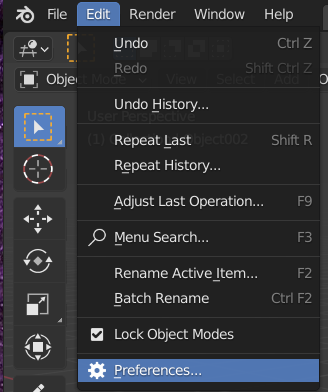 File Edit Render Window Help
Undo Ctrl Z
Redo Shift Ctrl Z
Object Mode View Select Add
Undo History...
User Perspective
Repeat Last Shift R
Repeat History...
Adjust Last Operation... F9
Menu Search... F3
Rename Active Item... F2
Batch Rename Ctrl F2
Lock Object Modes
Preferences...